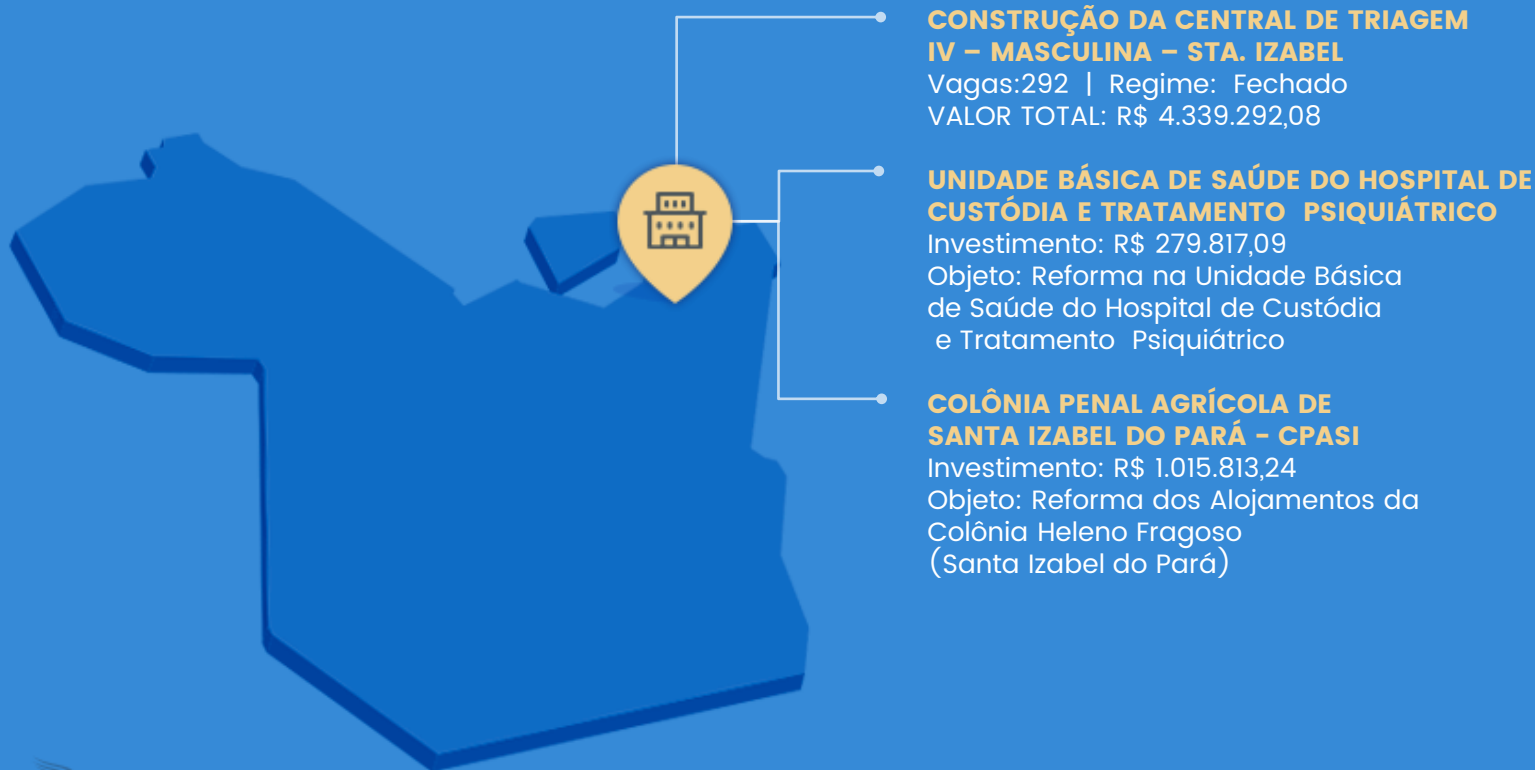 CONSTRUÇÃO DA CENTRAL DE TRIAGEM
IV – MASCULINA – STA. IZABEL
Vagas:292 | Regime: Fechado
VALOR TOTAL: R$ 4.339.292,08
UNIDADE BÁSICA DE SAÚDE DO HOSPITAL DE
CUSTÓDIA E TRATAMENTO PSIQUIÁTRICO
Investimento: R$ 279.817,09
Objeto: Reforma na Unidade Básica
de Saúde do Hospital de Custódia
e Tratamento Psiquiátrico
COLÔNIA PENAL AGRÍCOLA DE
SANTA IZABEL DO PARÁ - CPASI
Investimento: R$ 1.015.813,24
Objeto: Reforma dos Alojamentos da
Colônia Heleno Fragoso
(Santa Izabel do Pará)